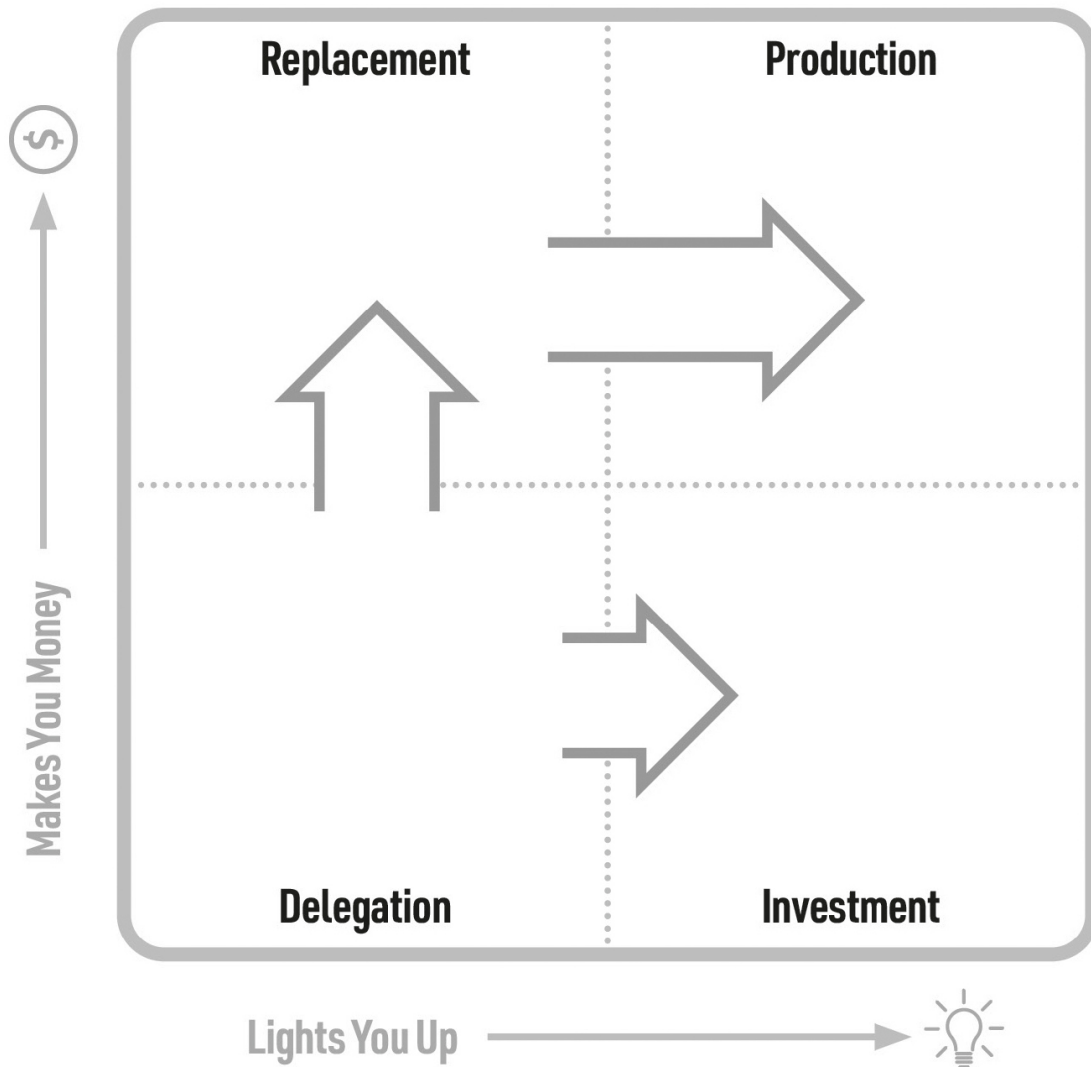 Replacement
Production
$
Makes You Money
Delegation
Investment
Lights You Up